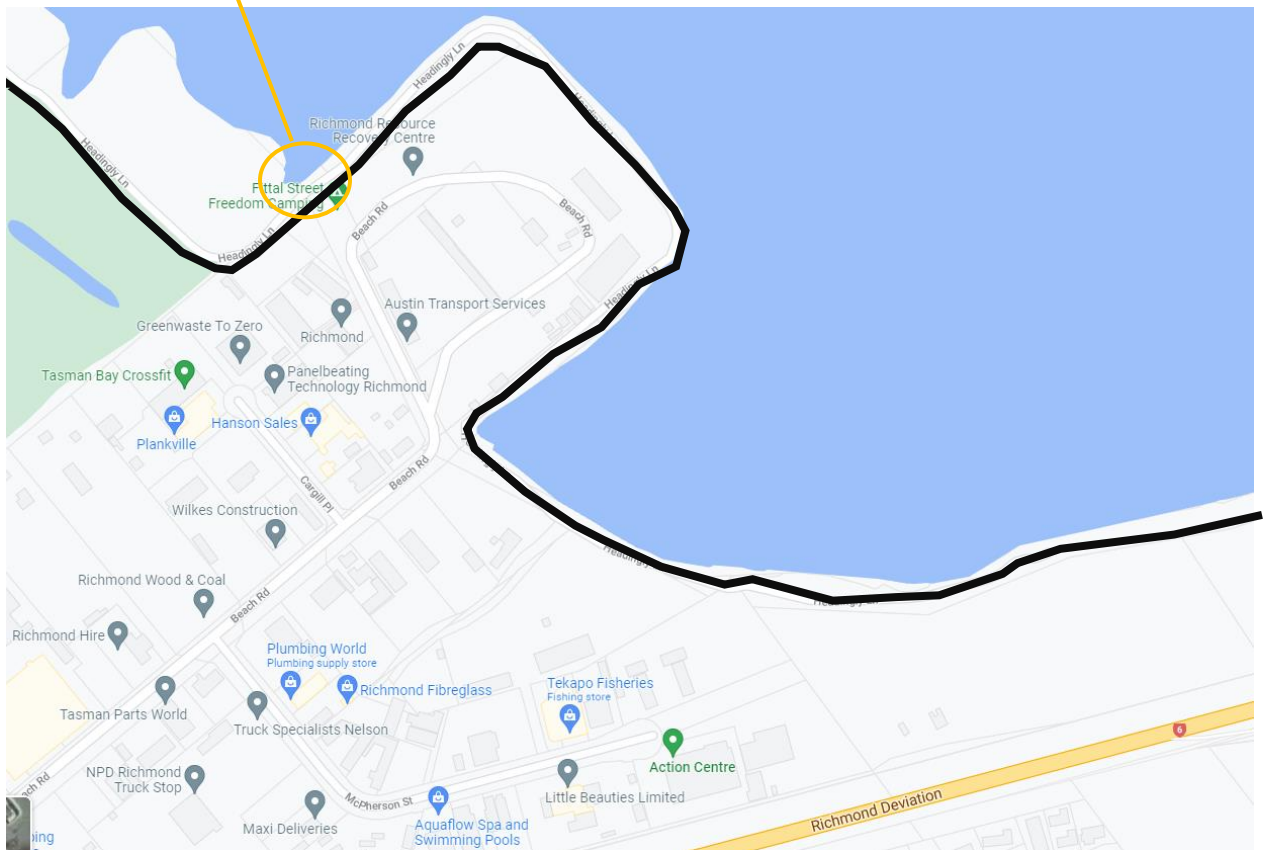 Headingly Ln
Richmond Resource
Recovery Centre
Headingly Ln
Fittal Street
Freedom Camping
Beach Rd
Beach Rd
Headingly Ln
Headingly Ln
Austin Transport Services
Greenwaste To Zero
Richmond
Tasman Bay Crossfit
Panelbeating
Technology Richmond
Hanson Sales
Plankville
Beach Rd
Cargill Pl
Wilkes Construction
Richmond Wood & Coal
Beach Rd
Richmond Hire
Plumbing World
Plumbing supply store
Richmond Fibreglass
Tekapo Fisheries
Fishing store
Tasman Parts World
Truck Specialists Nelson
6
Action Centre
NPD Richmond
Truck Stop
Little Beauties Limited
McPherson St
Richmond Deviation
Maxi Deliveries
Aquaflow Spa and
Swimming Pools